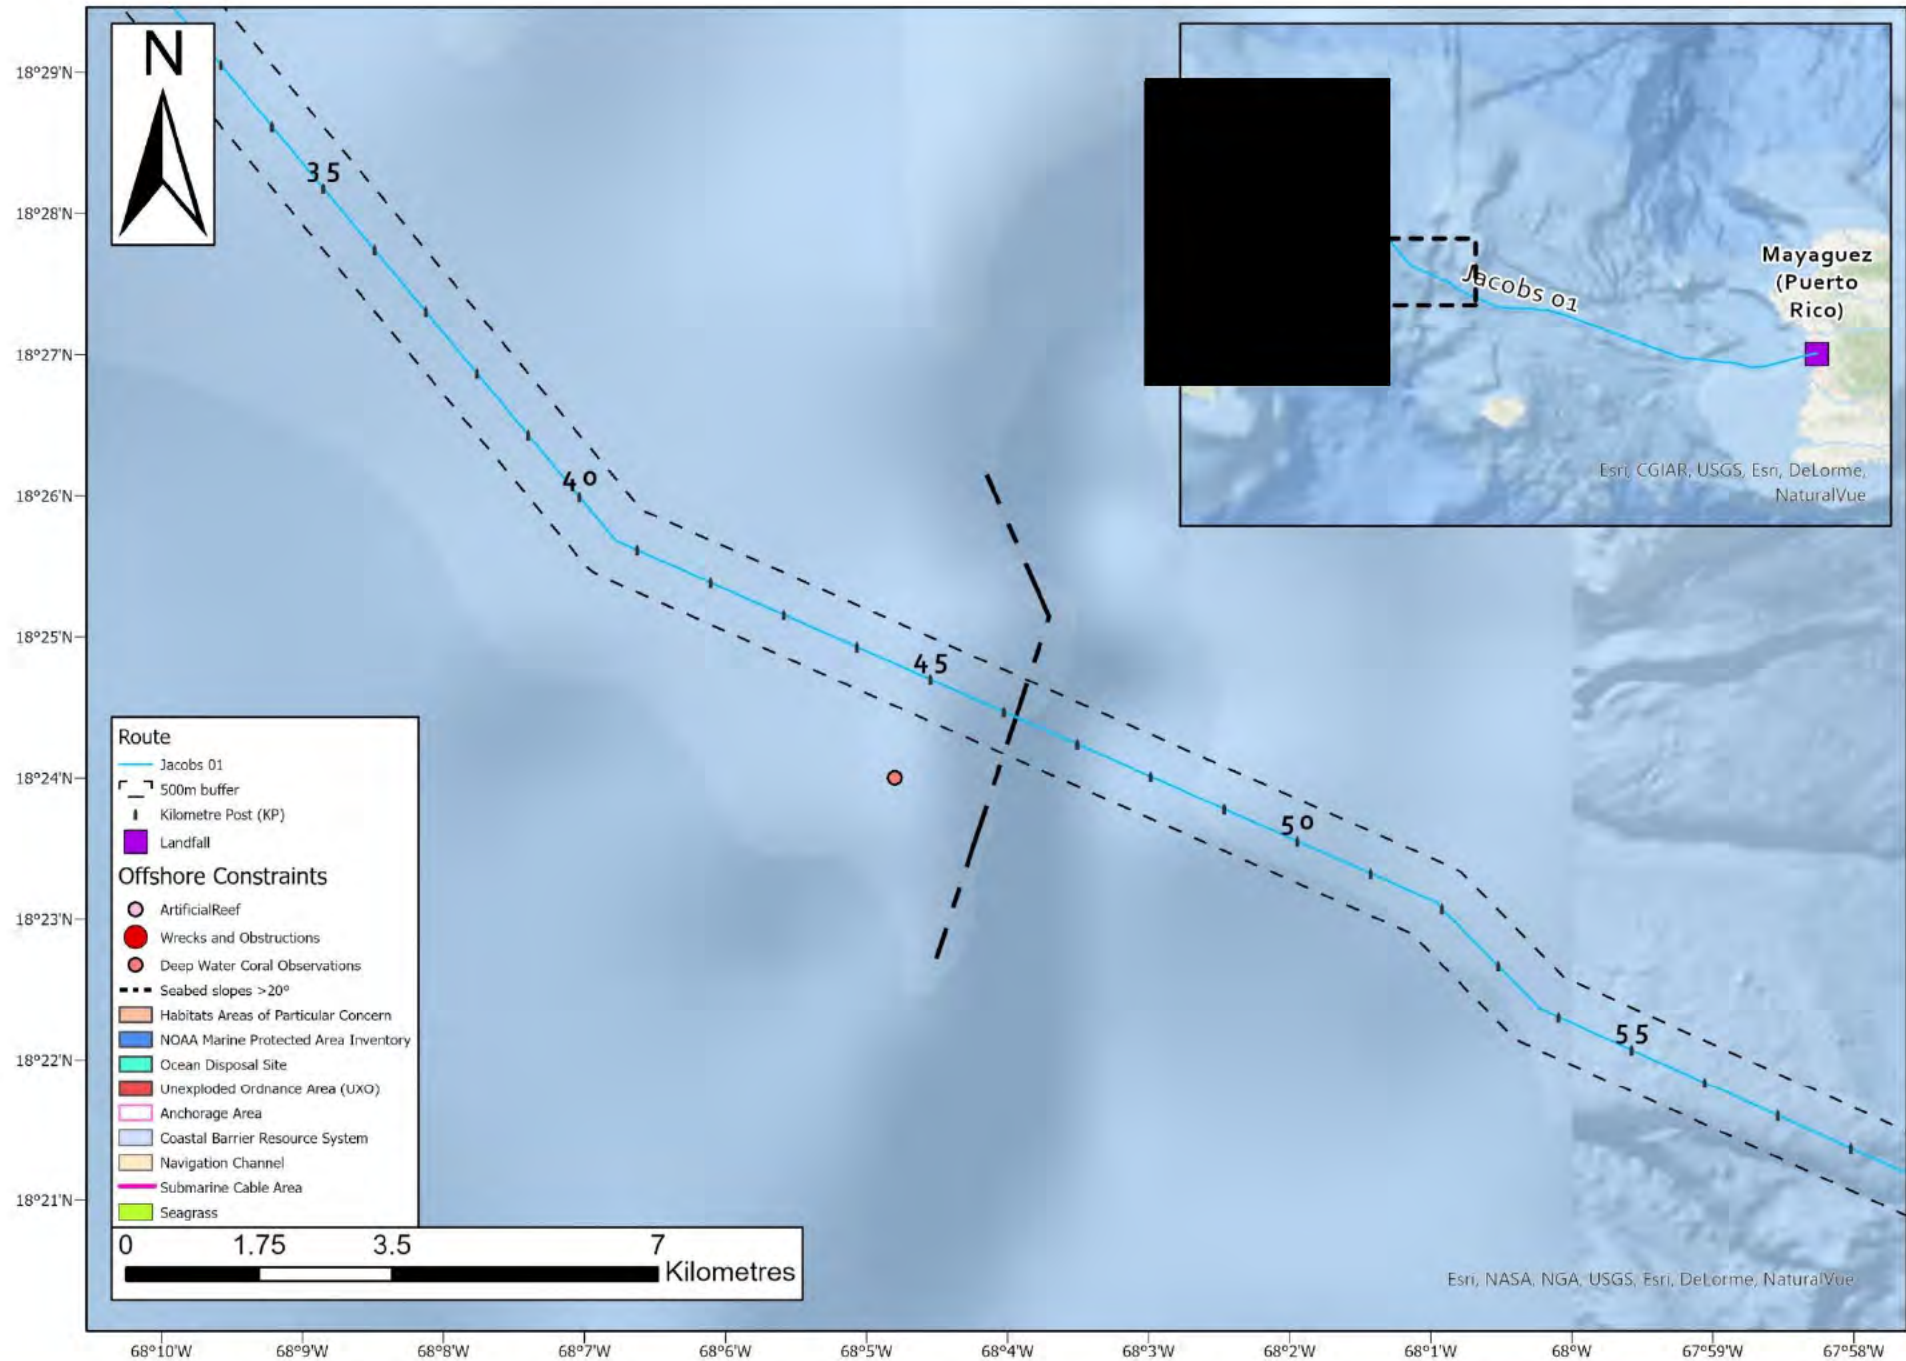 N
18°29'N
18°28'N
18°27'N
18°26'N
18°25'N
18°24'N
18°23'N
18°22'N
18°21'N
35
40
45
50
55
Jacobs 01
Mayaguez
(Puerto
Rico)
Esri, CGIAR, USGS, Esri, DeLorme,
NaturalVue
Route
Jacobs 01
500m buffer
Kilometre Post (KP)
Landfall
Offshore Constraints
ArtificialReef
Wrecks and Obstructions
Deep Water Coral Observations
Seabed slopes >20°
Habitats Areas of Particular Concern
NOAA Marine Protected Area Inventory
Ocean Disposal Site
Unexploded Ordnance Area (UXO)
Anchorage Area
Coastal Barrier Resource System
Navigation Channel
Submarine Cable Area
Seagrass
0 1.75 3.5 7
Kilometres
Esri, NASA, NGA, USGS, Esri, DeLorme, NaturalVue
68°10'W 68°9'W 68°8'W 68°7'W 68°6'W 68°5'W 68°4'W 68°3'W 68°2'W 68°1'W 68°W 67°59'W 67°58'W